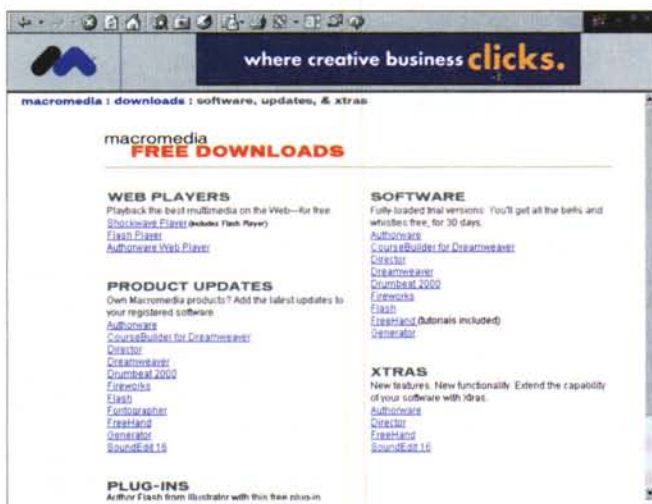 where creative business clicks.
macromedia : downloads : software, updates, & xtras
macromedia
FREE DOWNLOADS
WEB PLAYERS
Playback the best multimedia on the Web—for free
Shockwave Player (includes Flash Player)
Flash Player
Authorware Web Player
PRODUCT UPDATES
Own Macromedia products? Add the latest updates to
your registered software
Authorware
CourseBuilder for Dreamweaver
Director
Dreamweaver
Drumbeat 2000
Fireworks
Flash
Fontographer
FreeHand
Generator
SoundEdit 16
PLUG-INS
Author Flash from Illustrator with this free plug-in
SOFTWARE
Fully-loaded trial versions: You'll get all the bells and
whistles free, for 30 days.
Authorware
CourseBuilder for Dreamweaver
Director
Dreamweaver
Drumbeat 2000
Fireworks
Flash
FreeHand (tutorials included)
Generator
XTRAS
New features. New functionality. Extend the capability
of your software with Xtras.
Authorware
Director
FreeHand
SoundEdit 16